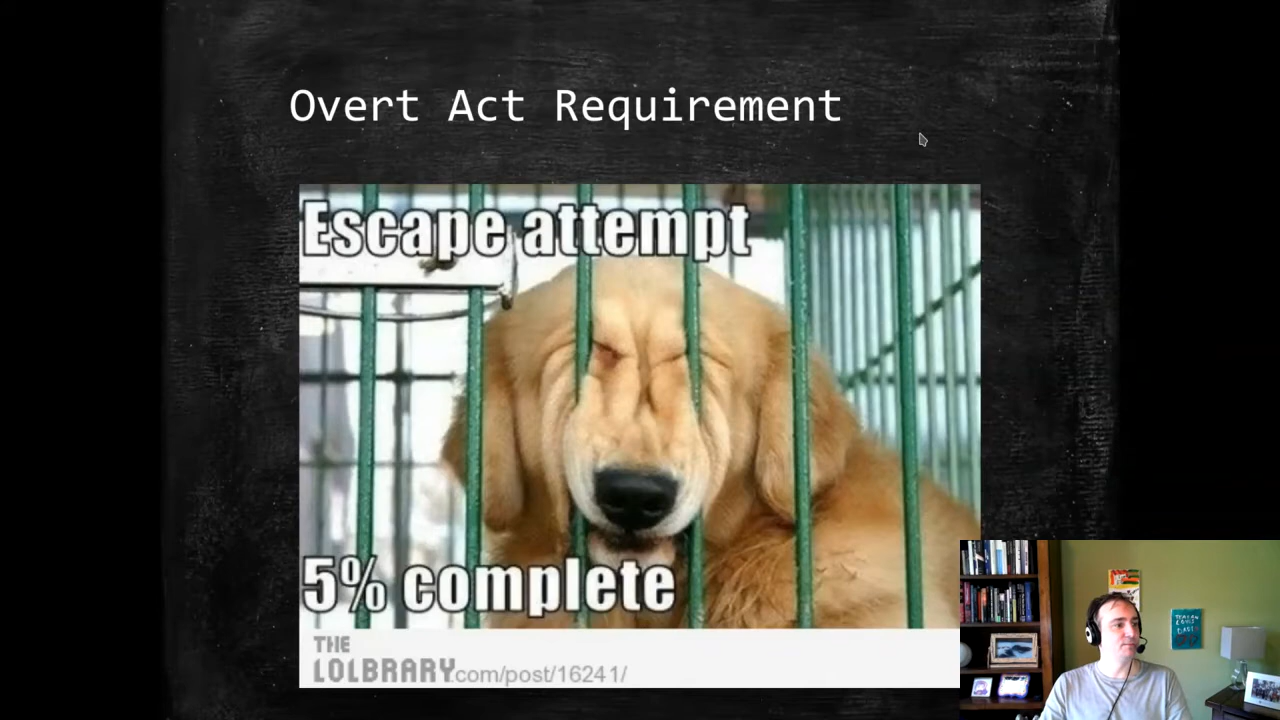 Overt Act Requirement
Escape attempt
5% complete
THE
LOLBRARY.com/post/16241/